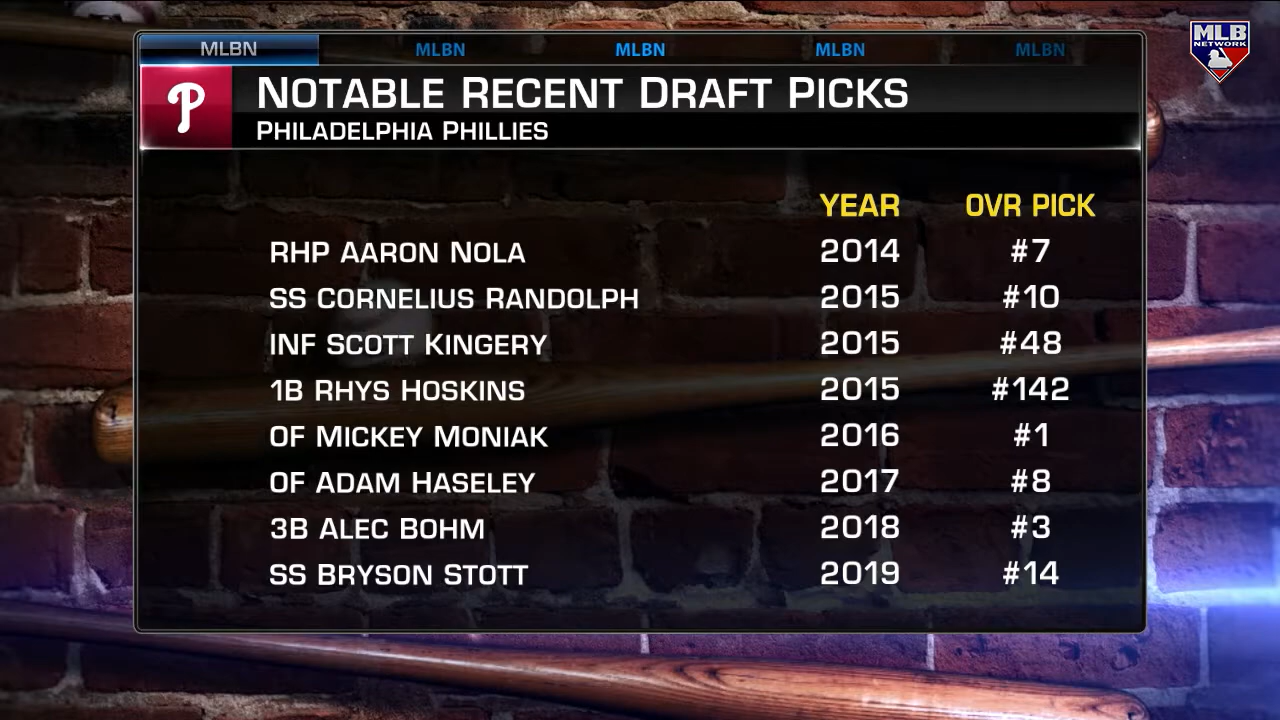 MLBN MLBN MLBN MLBN MLBN
MLB
NETWORK
P
NOTABLE RECENT DRAFT PICKS
PHILADELPHIA PHILLIES
YEAR OVR PICK
RHP AARON NOLA 2014 #7
SS CORNELIUS RANDOLPH 2015 #10
INF SCOTT KINGERY 2015 #48
1B RHYS HOSKINS 2015 #142
OF MICKEY MONIAK 2016 #1
OF ADAM HASELEY 2017 #8
3B ALEC BOHM 2018 #3
SS BRYSON STOTT 2019 #14